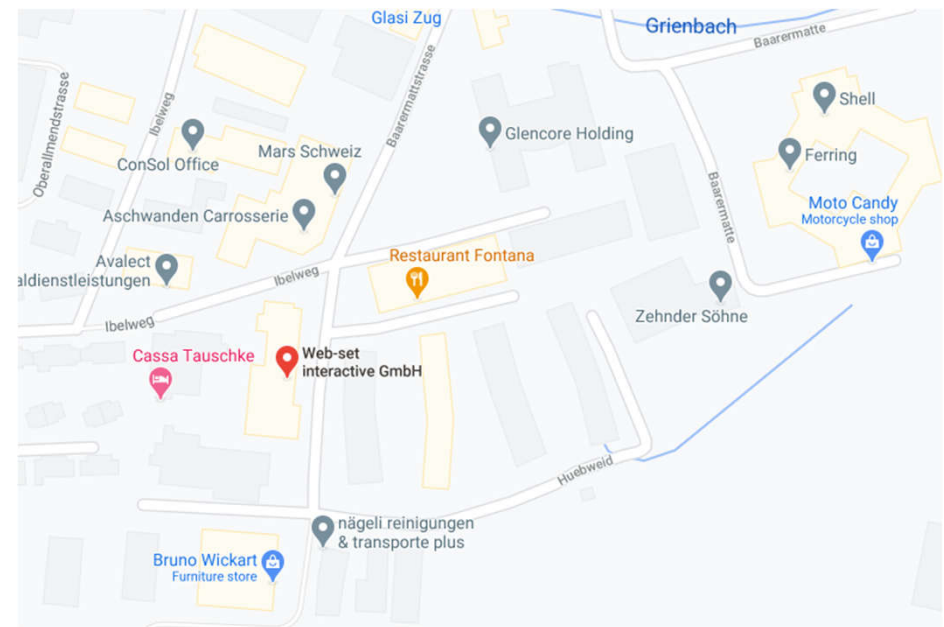 Glasi Zug
Grienbach
Baarermatte
Oberallmendstrasse
Ibelweg
Baarermattstrasse
Shell
ConSol Office
Mars Schweiz
Glencore Holding
Ferring
Baarermatte
Moto Candy
Motorcycle shop
Aschwanden Carrosserie
Avalect
aldienstleistungen
Ibelweg
Restaurant Fontana
Zehnder Söhne
Ibelweg
Cassa Tauschke
Web-set
interactive GmbH
Huebweid
nägeli reinigungen
& transporte plus
Bruno Wickart
Furniture store